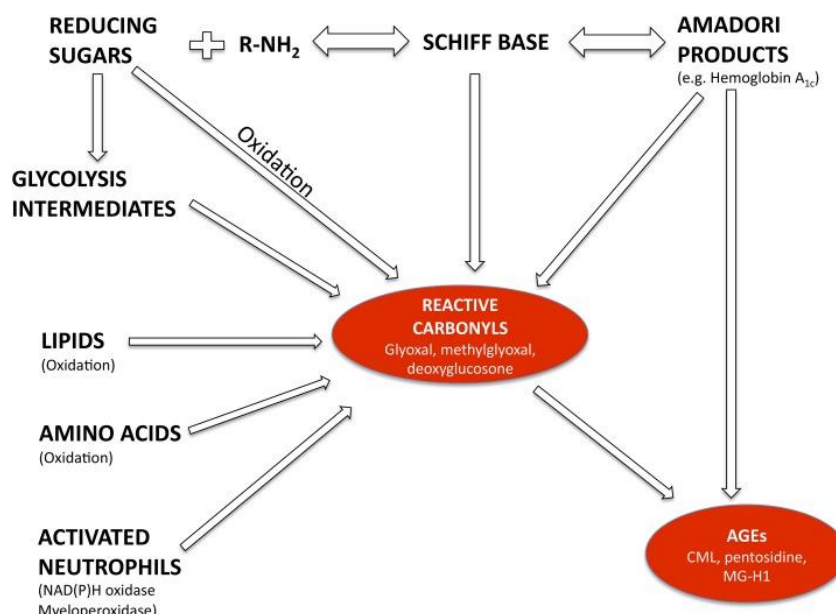 REDUCING
SUGARS
R-NH₂
SCHIFF BASE
AMADORI
PRODUCTS
(e.g. Hemoglobin A₁c)
Oxidation
GLYCOLYSIS
INTERMEDIATES
REACTIVE
CARBONYLS
Glyoxal, methylglyoxal,
deoxyglucosone
LIPIDS
(Oxidation)
AMINO ACIDS
(Oxidation)
ACTIVATED
NEUTROPHILS
(NAD(P)H oxidase
Myeloperoxidase)
AGEs
CML, pentosidine,
MG-H1